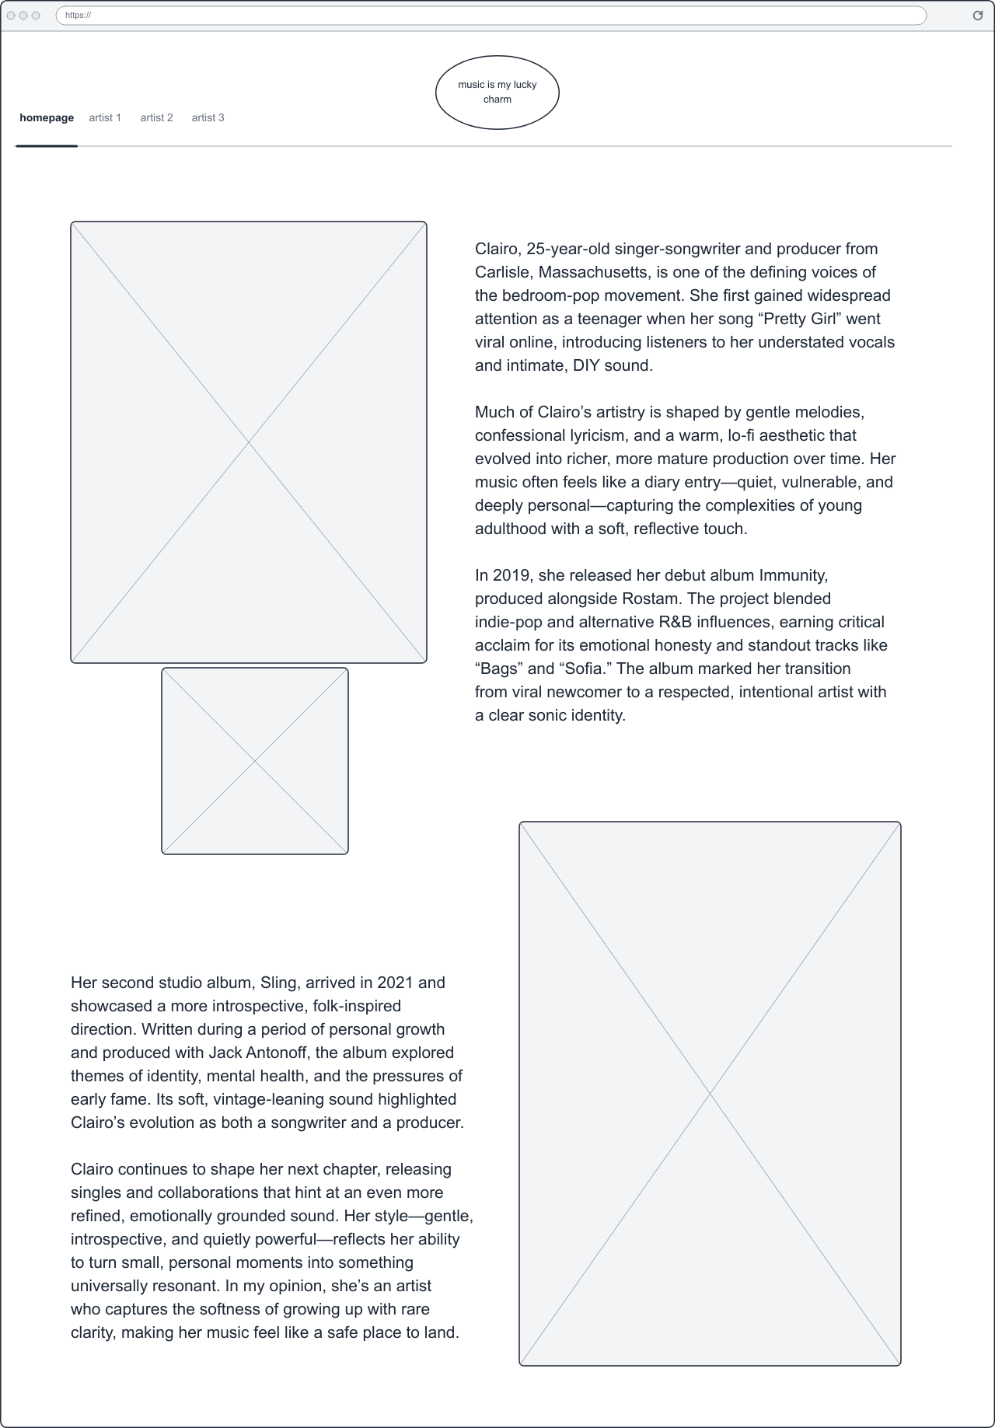 https://
music is my lucky
charm
homepage artist 1 artist 2 artist 3
Clairo, 25-year-old singer-songwriter and producer from
Carlisle, Massachusetts, is one of the defining voices of
the bedroom-pop movement. She first gained widespread
attention as a teenager when her song “Pretty Girl” went
viral online, introducing listeners to her understated vocals
and intimate, DIY sound.
Much of Clairo’s artistry is shaped by gentle melodies,
confessional lyricism, and a warm, lo-fi aesthetic that
evolved into richer, more mature production over time. Her
music often feels like a diary entry—quiet, vulnerable, and
deeply personal—capturing the complexities of young
adulthood with a soft, reflective touch.
In 2019, she released her debut album Immunity,
produced alongside Rostam. The project blended
indie-pop and alternative R&B influences, earning critical
acclaim for its emotional honesty and standout tracks like
“Bags” and “Sofia.” The album marked her transition
from viral newcomer to a respected, intentional artist with
a clear sonic identity.
Her second studio album, Sling, arrived in 2021 and
showcased a more introspective, folk-inspired
direction. Written during a period of personal growth
and produced with Jack Antonoff, the album explored
themes of identity, mental health, and the pressures of
early fame. Its soft, vintage-leaning sound highlighted
Clairo’s evolution as both a songwriter and a producer.
Clairo continues to shape her next chapter, releasing
singles and collaborations that hint at an even more
refined, emotionally grounded sound. Her style—gentle,
introspective, and quietly powerful—reflects her ability
to turn small, personal moments into something
universally resonant. In my opinion, she’s an artist
who captures the softness of growing up with rare
clarity, making her music feel like a safe place to land.